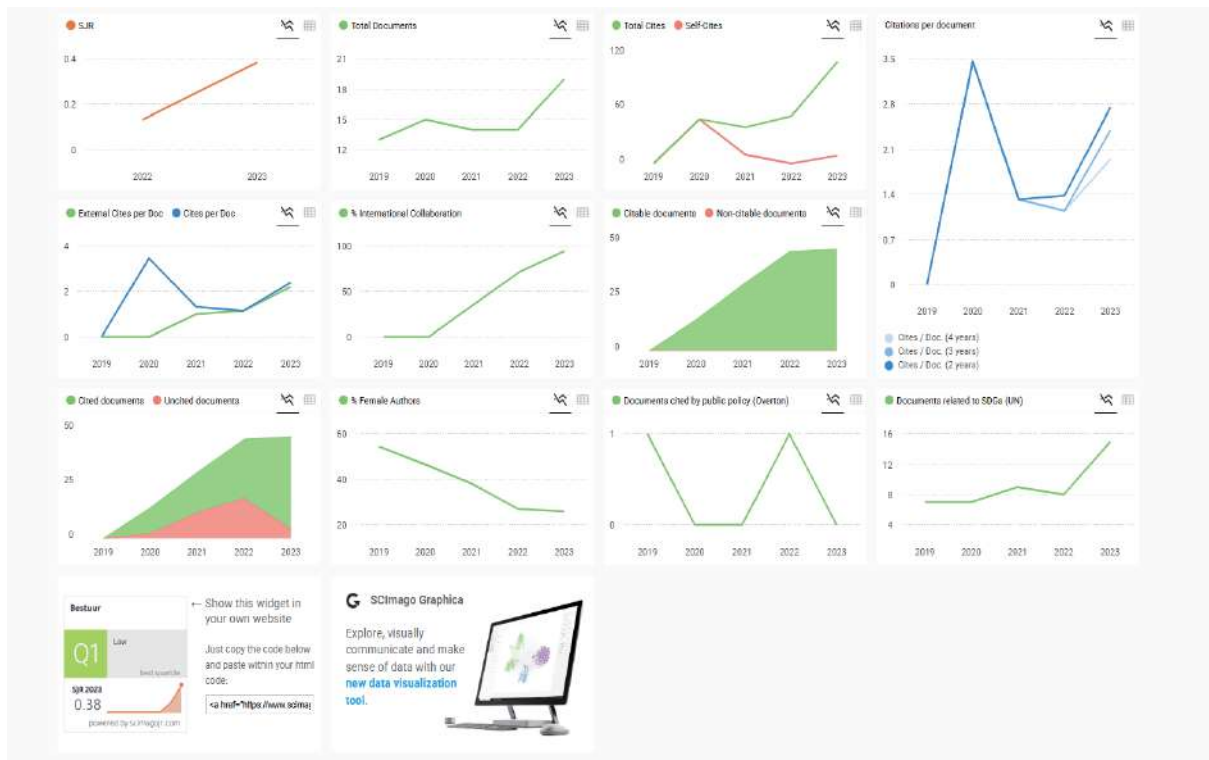 SJR
0.4
0.2
0
2022 2023
Total Documents
21
18
15
12
2019 2020 2021 2022 2023
Total Cites Self-Cites
120
60
0
2019 2020 2021 2022 2023
Citations per document
3.5
2.8
2.1
1.4
0.7
0
2019 2020 2021 2022 2023
Cites / Doc. (4 years)
Cites / Doc. (3 years)
Cites / Doc. (2 years)
External Cites per Doc Cites per Doc
4
2
0
2019 2020 2021 2022 2023
% International Collaboration
100
50
0
2019 2020 2021 2022 2023
Citable documents Non-citable documents
50
25
0
2019 2020 2021 2022 2023
Cited documents Uncited documents
50
25
0
2019 2020 2021 2022 2023
% Female Authors
60
40
20
2019 2020 2021 2022 2023
Documents cited by public policy (Overton)
1
0
2019 2020 2021 2022 2023
Documents related to SDGs (UN)
16
12
8
4
2019 2020 2021 2022 2023
Bestuur
Q1
Law
best quartile
SJR 2023
0.38
powered by scimagojr.com
← Show this widget in
your own website
Just copy the code below
and paste within your html
code:
<a href="https://www.scimag
SCImago Graphica
Explore, visually
communicate and make
sense of data with our
new data visualization
tool.